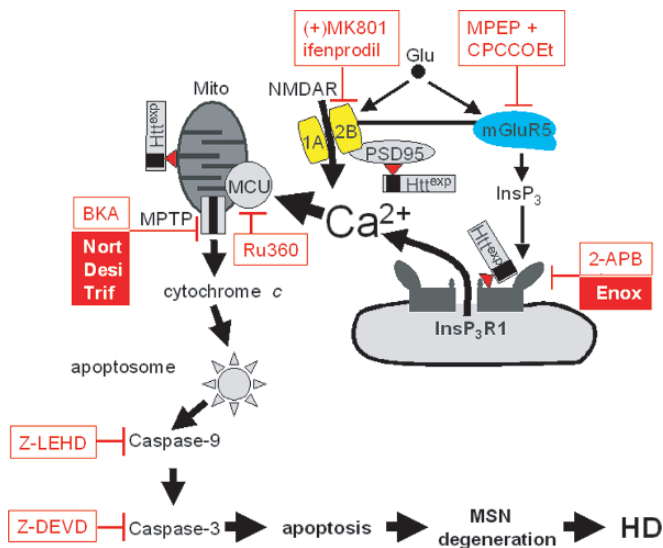 (+)MK801
ifenprodil
MPEP +
CPCCOEt
Glu
Mito
NMDAR
Htt^exp
1A
2B
mGluR5
PSD95
Htt^exp
MCU
InsP₃
BKA
MPTP
Ca²⁺
Nort
Desi
Trif
Ru360
Htt^exp
2-APB
Enox
cytochrome c
InsP₃R1
apoptosome
Z-LEHD
Caspase-9
Z-DEVD
Caspase-3
apoptosis
MSN
degeneration
HD